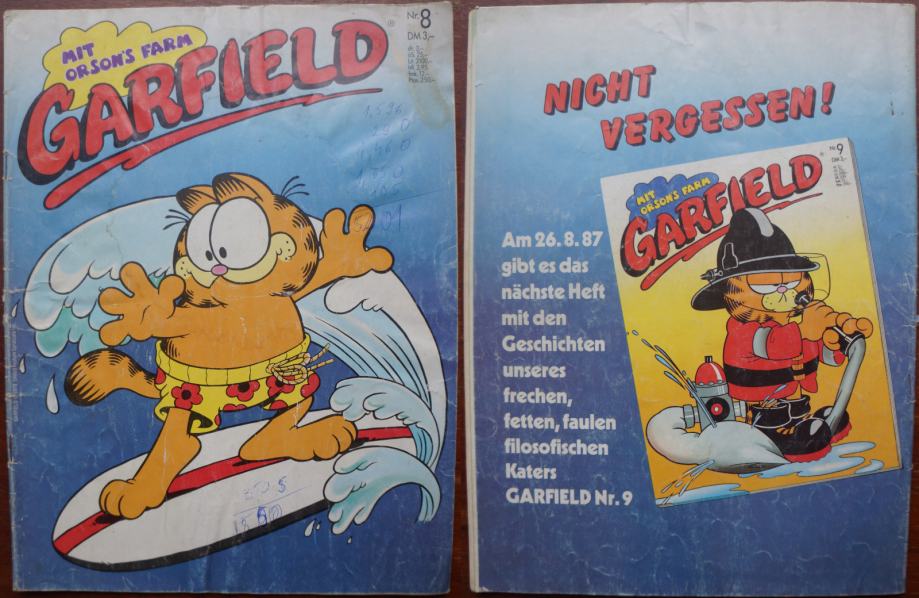 MIT
ORSON'S FARM
GARFIELD
®
Nr. 8
DM 3,–
NICHT
VERGESSEN!
Am 26. 8. 87
gibt es das
nächste Heft
mit den
Geschichten
unseres
frechen,
fetten, faulen
filosofischen
Katers
GARFIELD Nr. 9
Nr. 9
DM 3,–
MIT
ORSON'S FARM
GARFIELD